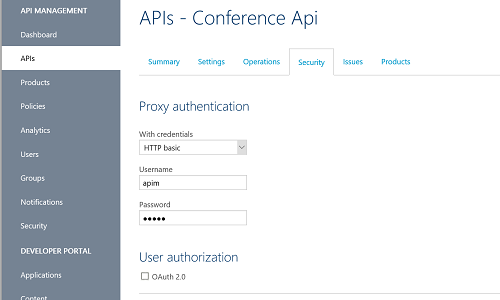 API MANAGEMENT
Dashboard
APIs
Products
Policies
Analytics
Users
Groups
Notifications
Security
DEVELOPER PORTAL
Applications
Content
APIs - Conference Api
Summary Settings Operations Security Issues Products
Proxy authentication
With credentials
HTTP basic
Username
apim
Password
•••••
User authorization
OAuth 2.0